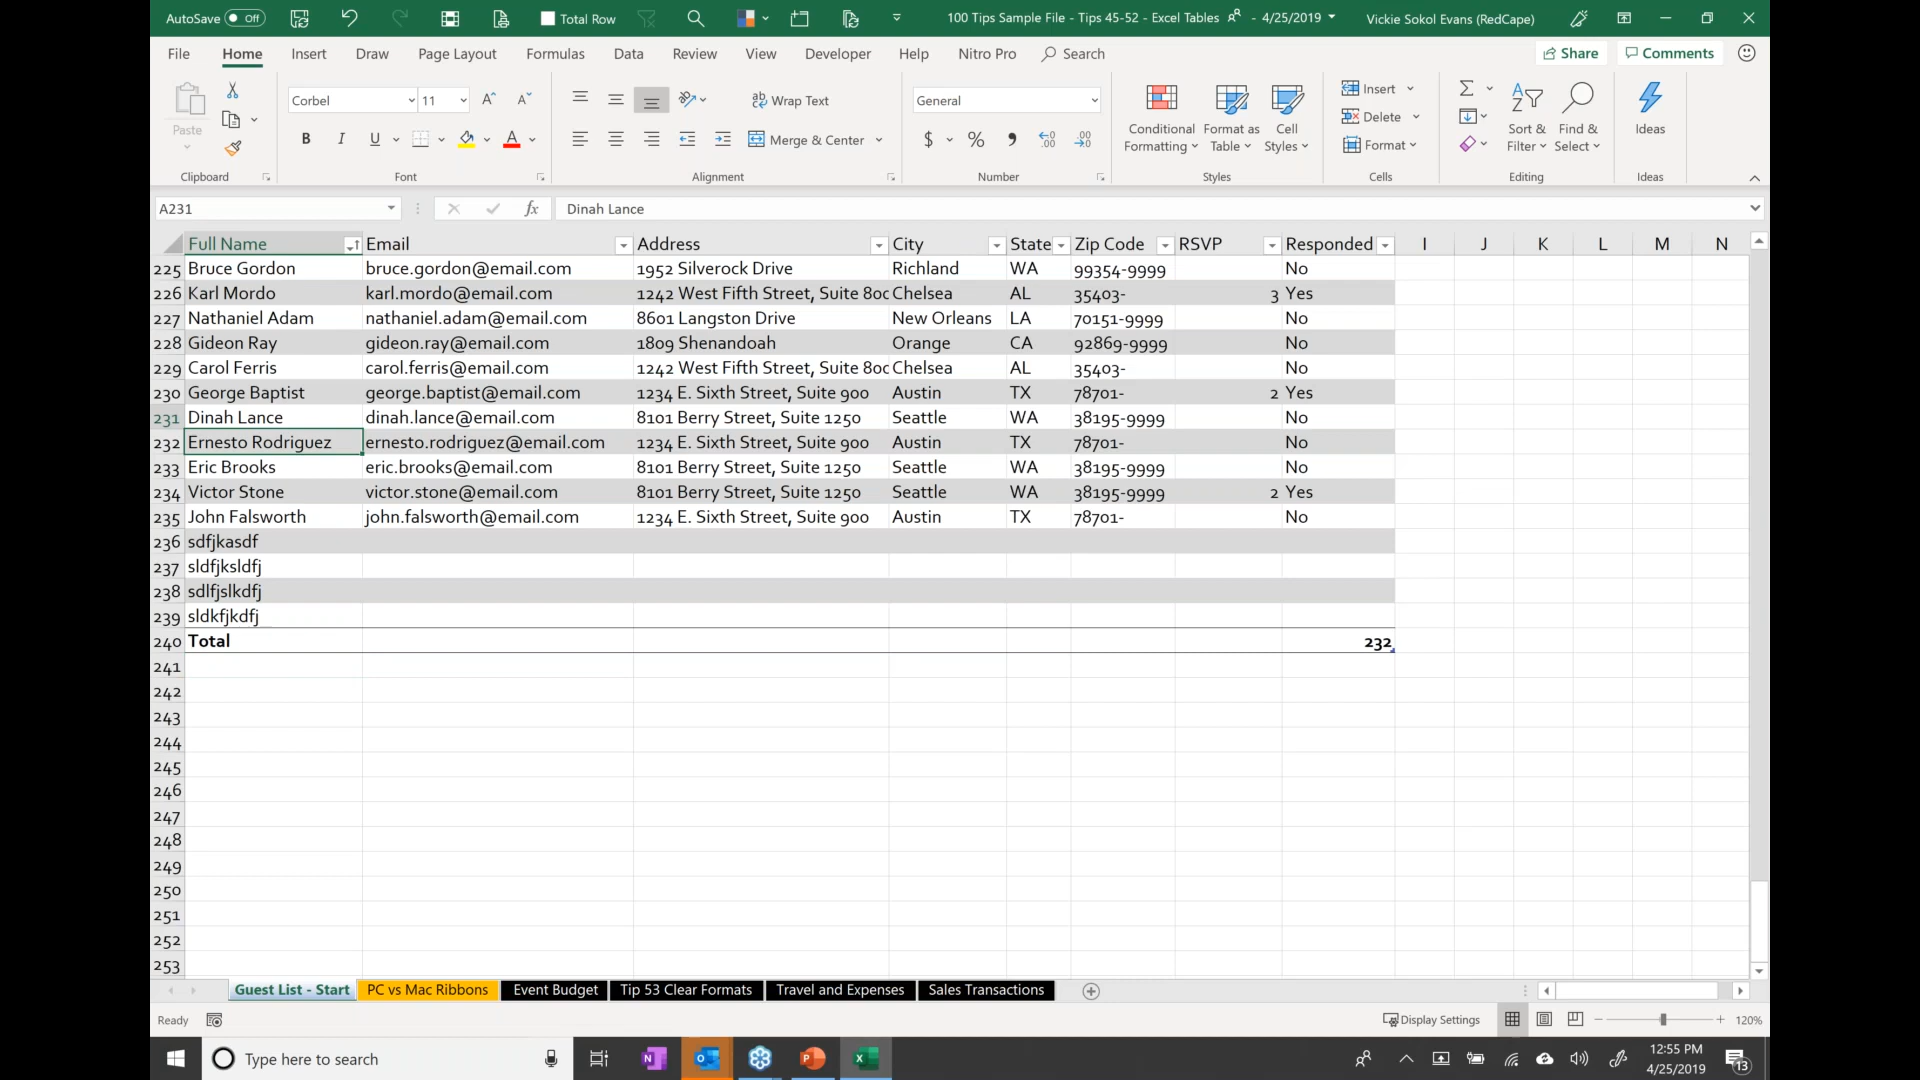 AutoSave Off Total Row 100 Tips Sample File - Tips 45-52 - Excel Tables - 4/25/2019 Vickie Sokol Evans (RedCape)
File Home Insert Draw Page Layout Formulas Data Review View Developer Help Nitro Pro Search Share Comments
Corbel 11 Wrap Text General Insert
Paste Conditional Formatting Format as Table Cell Styles Delete Sort & Filter Find & Select Ideas
B I U A Merge & Center $ % Format
Clipboard Font Alignment Number Styles Cells Editing Ideas
A231 fx Dinah Lance
Full Name Email Address City State Zip Code RSVP Responded I J K L M N
225 Bruce Gordon bruce.gordon@email.com 1952 Silverock Drive Richland WA 99354-9999 No
226 Karl Mordo karl.mordo@email.com 1242 West Fifth Street, Suite 80c Chelsea AL 35403- 3 Yes
227 Nathaniel Adam nathaniel.adam@email.com 8601 Langston Drive New Orleans LA 70151-9999 No
228 Gideon Ray gideon.ray@email.com 1809 Shenandoah Orange CA 92869-9999 No
229 Carol Ferris carol.ferris@email.com 1242 West Fifth Street, Suite 80c Chelsea AL 35403- No
230 George Baptist george.baptist@email.com 1234 E. Sixth Street, Suite 900 Austin TX 78701- 2 Yes
231 Dinah Lance dinah.lance@email.com 8101 Berry Street, Suite 1250 Seattle WA 38195-9999 No
232 Ernesto Rodriguez ernesto.rodriguez@email.com 1234 E. Sixth Street, Suite 900 Austin TX 78701- No
233 Eric Brooks eric.brooks@email.com 8101 Berry Street, Suite 1250 Seattle WA 38195-9999 No
234 Victor Stone victor.stone@email.com 8101 Berry Street, Suite 1250 Seattle WA 38195-9999 2 Yes
235 John Falsworth john.falsworth@email.com 1234 E. Sixth Street, Suite 900 Austin TX 78701- No
236 sdfjkasdf
237 sldfjksldfj
238 sdlfjslkdfj
239 sldkfjkdfj
240 Total 232
241
242
243
244
245
246
247
248
249
250
251
252
253
Guest List - Start PC vs Mac Ribbons Event Budget Tip 53 Clear Formats Travel and Expenses Sales Transactions
Ready Display Settings 120%
Type here to search 12:55 PM
4/25/2019 13